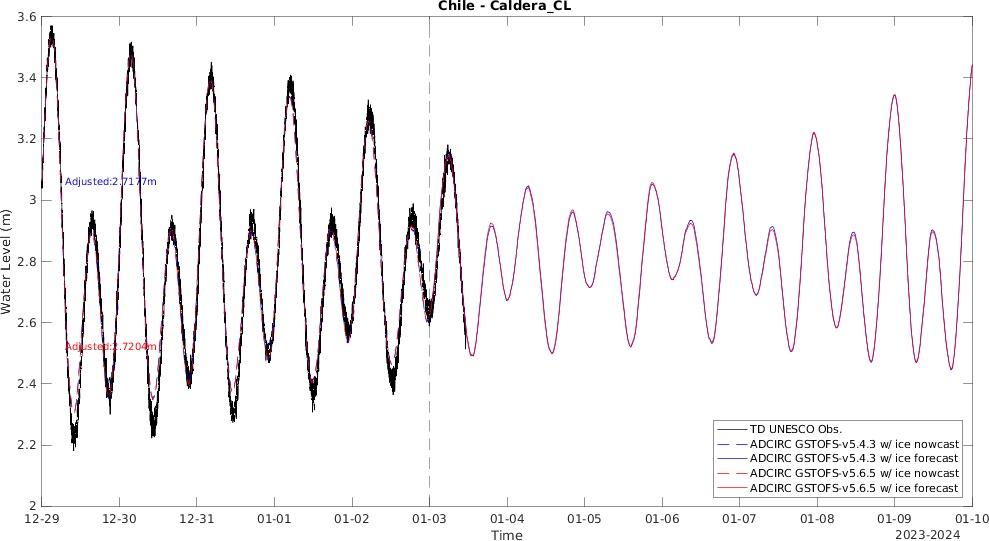 Chile - Caldera_CL
3.6
3.4
3.2
3
2.8
2.6
2.4
2.2
2
Water Level (m)
Adjusted:2.7177m
Adjusted:2.7204m
TD UNESCO Obs.
ADCIRC GSTOFS-v5.4.3 w/ ice nowcast
ADCIRC GSTOFS-v5.4.3 w/ ice forecast
ADCIRC GSTOFS-v5.6.5 w/ ice nowcast
ADCIRC GSTOFS-v5.6.5 w/ ice forecast
12-29 12-30 12-31 01-01 01-02 01-03 01-04 01-05 01-06 01-07 01-08 01-09 01-10
Time
2023-2024